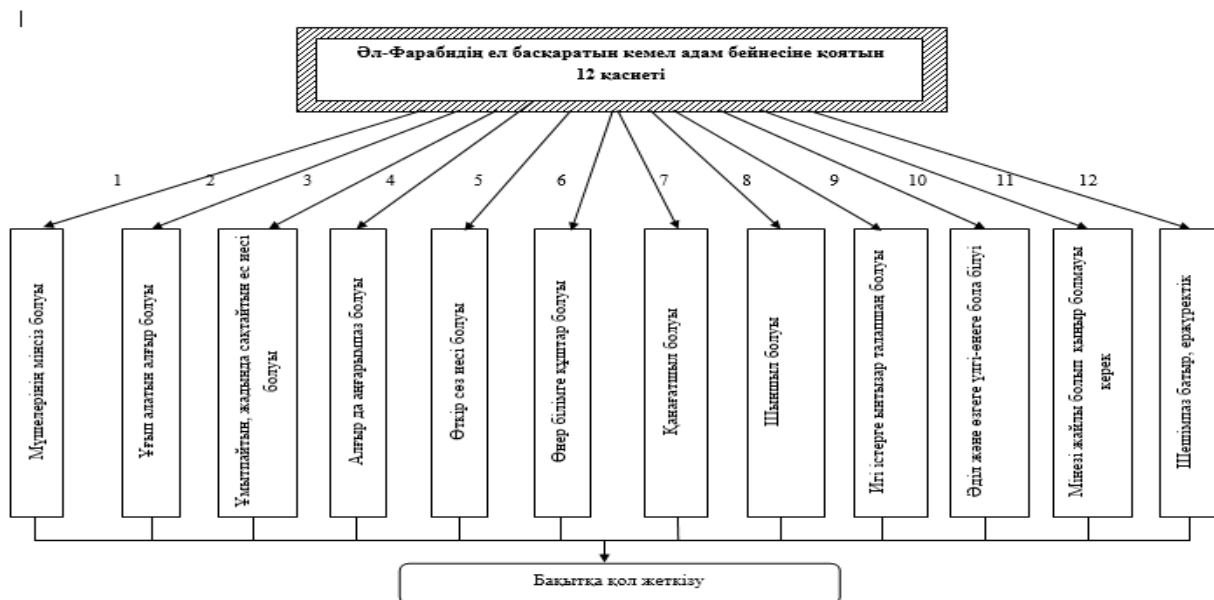 Әл-Фарабидің ел басқаратын кемел адам бейнесіне қоятын
12 қасиеті
1
2
3
4
5
6
7
8
9
10
11
12
Мүшелерінің мінсіз болуы
Ұғып алатын алғыр болуы
Ұмытпайтын, жадында сақтайтын ес иесі
болуы
Алғыр да аңғарымпаз болуы
Өткір сөз иесі болуы
Өнер білімге құштар болуы
Қанағатшыл болуы
Шыншыл болуы
Игі істерге ынтызар талапшаң болуы
Әділ және өзгеге үлгі-өнеге бола білуі
Мінезі жайлы болып қыңыр болмауы
керек
Шешімпаз батыр, ержүректік
Бақытқа қол жеткізу